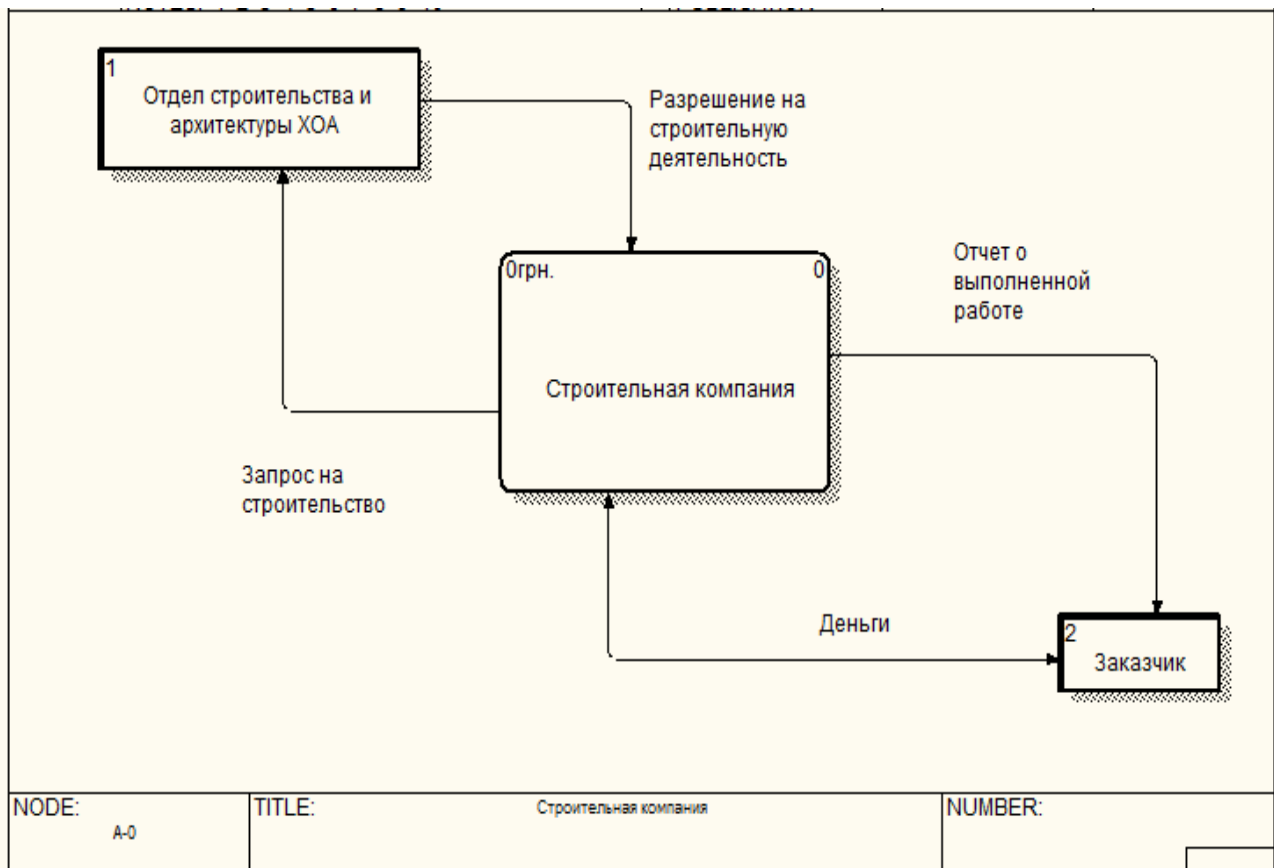 1
Отдел строительства и
архитектуры ХОА
Разрешение на
строительную
деятельность
0грн.
0
Строительная компания
Отчет о
выполненной
работе
Запрос на
строительство
Деньги
2
Заказчик
NODE:
A-0
TITLE:
Строительная компания
NUMBER: